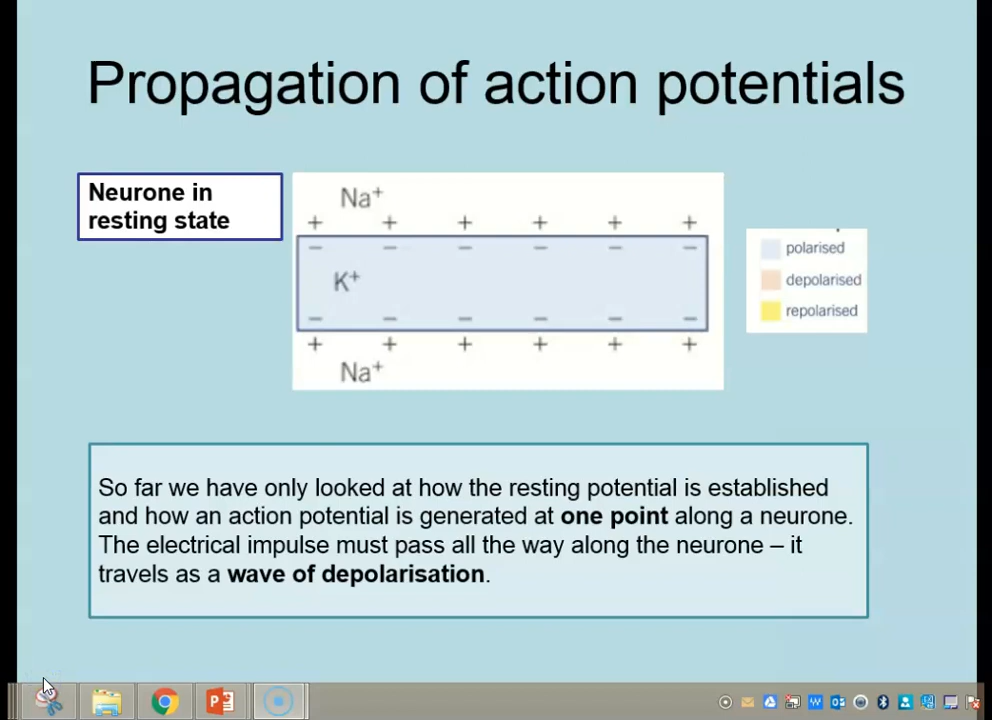 Propagation of action potentials
Neurone in
resting state
Na⁺
+ + + + + +
− − − − − −
K⁺
− − − − − −
+ + + + + +
Na⁺
polarised
depolarised
repolarised
So far we have only looked at how the resting potential is established
and how an action potential is generated at one point along a neurone.
The electrical impulse must pass all the way along the neurone – it
travels as a wave of depolarisation.